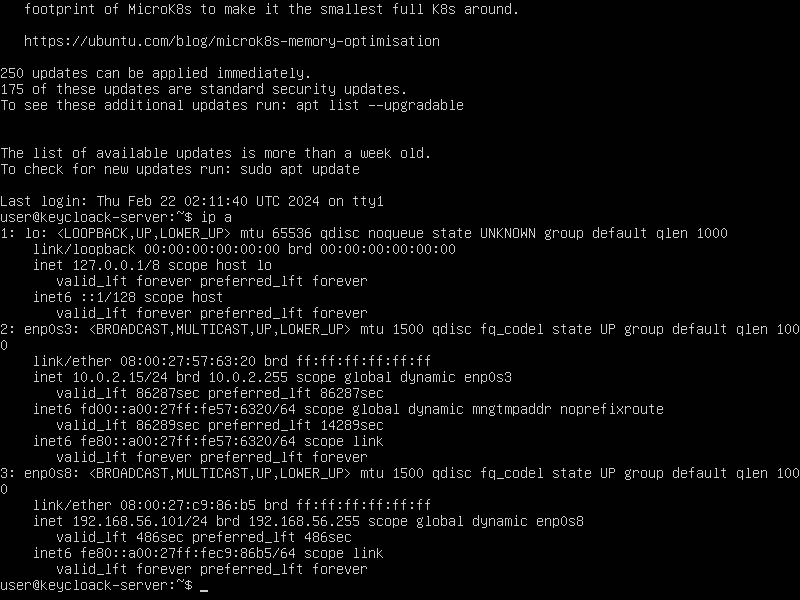 footprint of MicroK8s to make it the smallest full K8s around.
https://ubuntu.com/blog/microk8s-memory-optimisation
250 updates can be applied immediately.
175 of these updates are standard security updates.
To see these additional updates run: apt list --upgradable
The list of available updates is more than a week old.
To check for new updates run: sudo apt update
Last login: Thu Feb 22 02:11:40 UTC 2024 on tty1
user@keycloack-server:~$ ip a
1: lo: <LOOPBACK,UP,LOWER_UP> mtu 65536 qdisc noqueue state UNKNOWN group default qlen 1000
link/loopback 00:00:00:00:00:00 brd 00:00:00:00:00:00
inet 127.0.0.1/8 scope host lo
valid_lft forever preferred_lft forever
inet6 ::1/128 scope host
valid_lft forever preferred_lft forever
2: enp0s3: <BROADCAST,MULTICAST,UP,LOWER_UP> mtu 1500 qdisc fq_codel state UP group default qlen 100
0
link/ether 08:00:27:57:63:20 brd ff:ff:ff:ff:ff:ff
inet 10.0.2.15/24 brd 10.0.2.255 scope global dynamic enp0s3
valid_lft 86287sec preferred_lft 86287sec
inet6 fd00::a00:27ff:fe57:6320/64 scope global dynamic mngtmpaddr noprefixroute
valid_lft 86289sec preferred_lft 14289sec
inet6 fe80::a00:27ff:fe57:6320/64 scope link
valid_lft forever preferred_lft forever
3: enp0s8: <BROADCAST,MULTICAST,UP,LOWER_UP> mtu 1500 qdisc fq_codel state UP group default qlen 100
0
link/ether 08:00:27:c9:86:b5 brd ff:ff:ff:ff:ff:ff
inet 192.168.56.101/24 brd 192.168.56.255 scope global dynamic enp0s8
valid_lft 486sec preferred_lft 486sec
inet6 fe80::a00:27ff:fec9:86b5/64 scope link
valid_lft forever preferred_lft forever
user@keycloack-server:~$ _